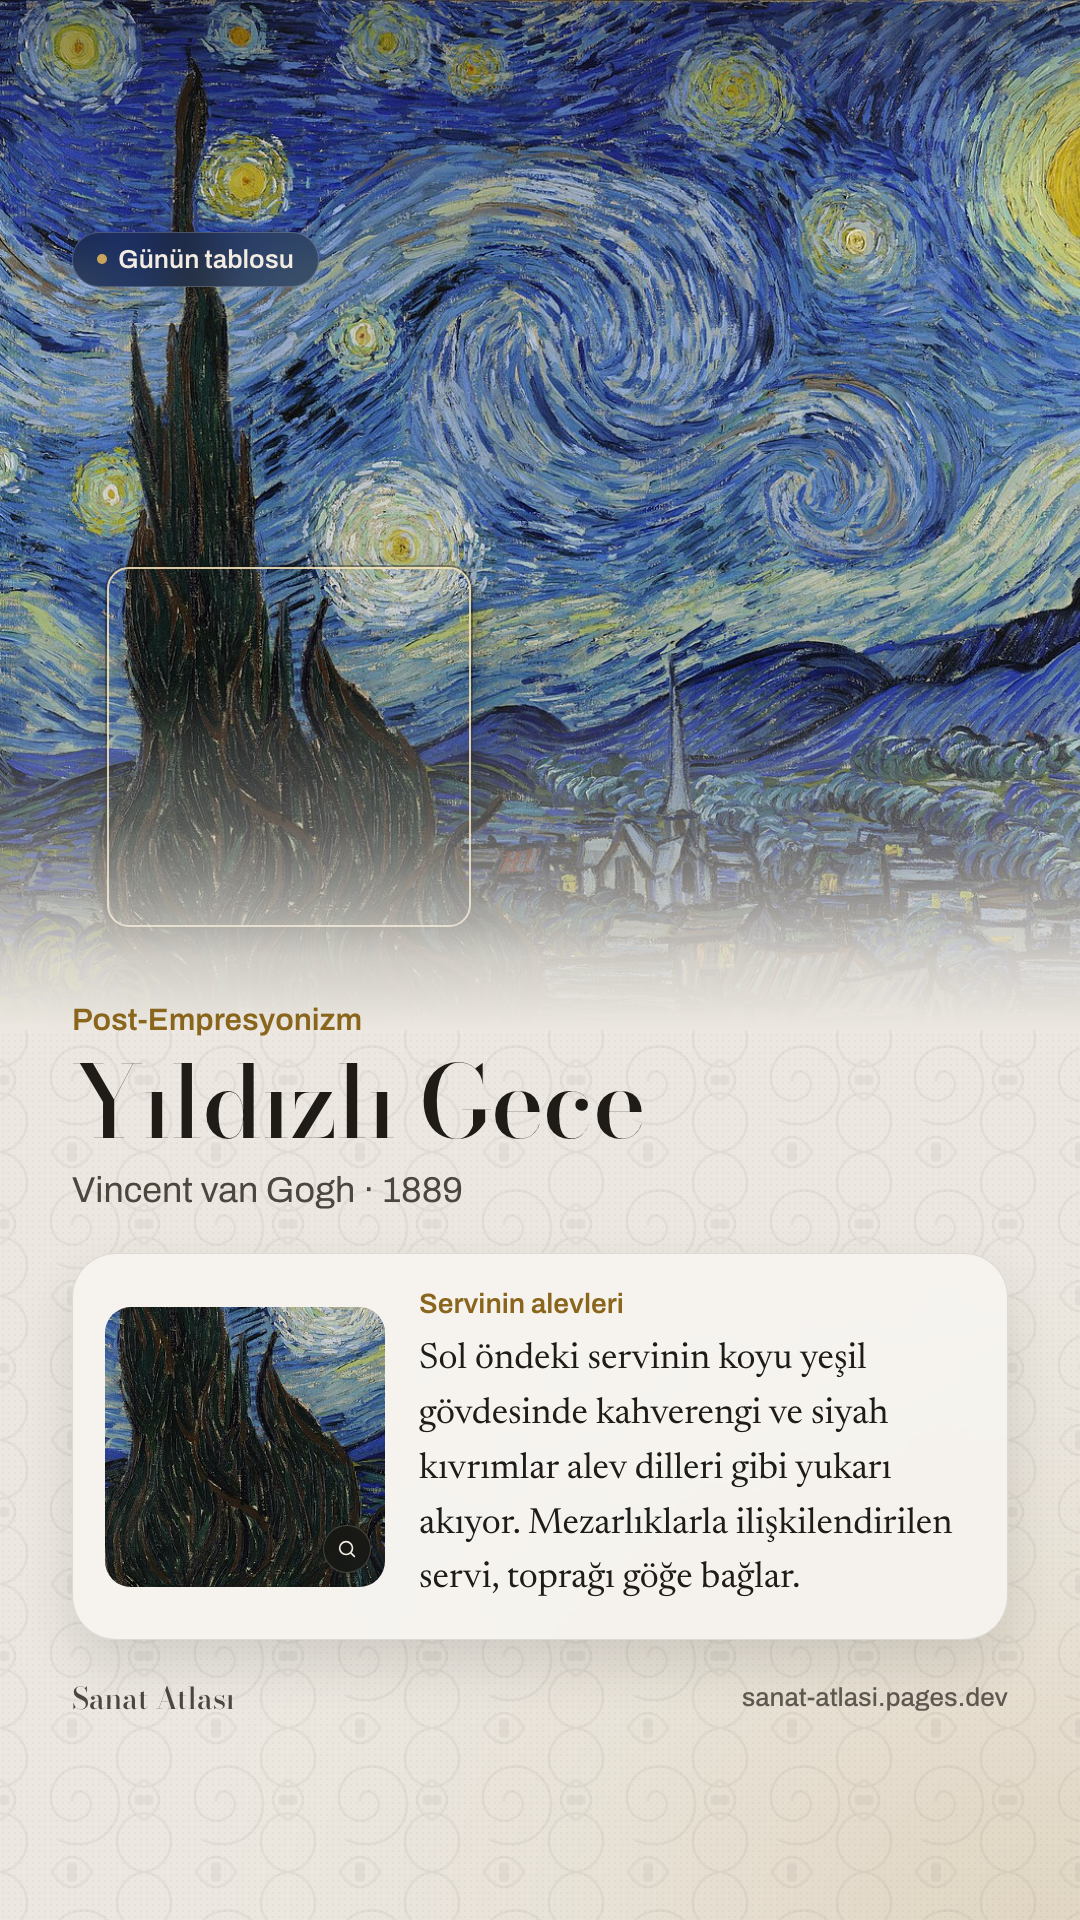 Günün tablosu
Post-Empresyonizm
Yıldızlı Gece
Vincent van Gogh · 1889
Servinin alevleri
Sol öndeki servinin koyu yeşil
gövdesinde kahverengi ve siyah
kıvrımlar alev dilleri gibi yukarı
akıyor. Mezarlıklarla ilişkilendirilen
servi, toprağı göğe bağlar.
Sanat Atlası
sanat-atlasi.pages.dev